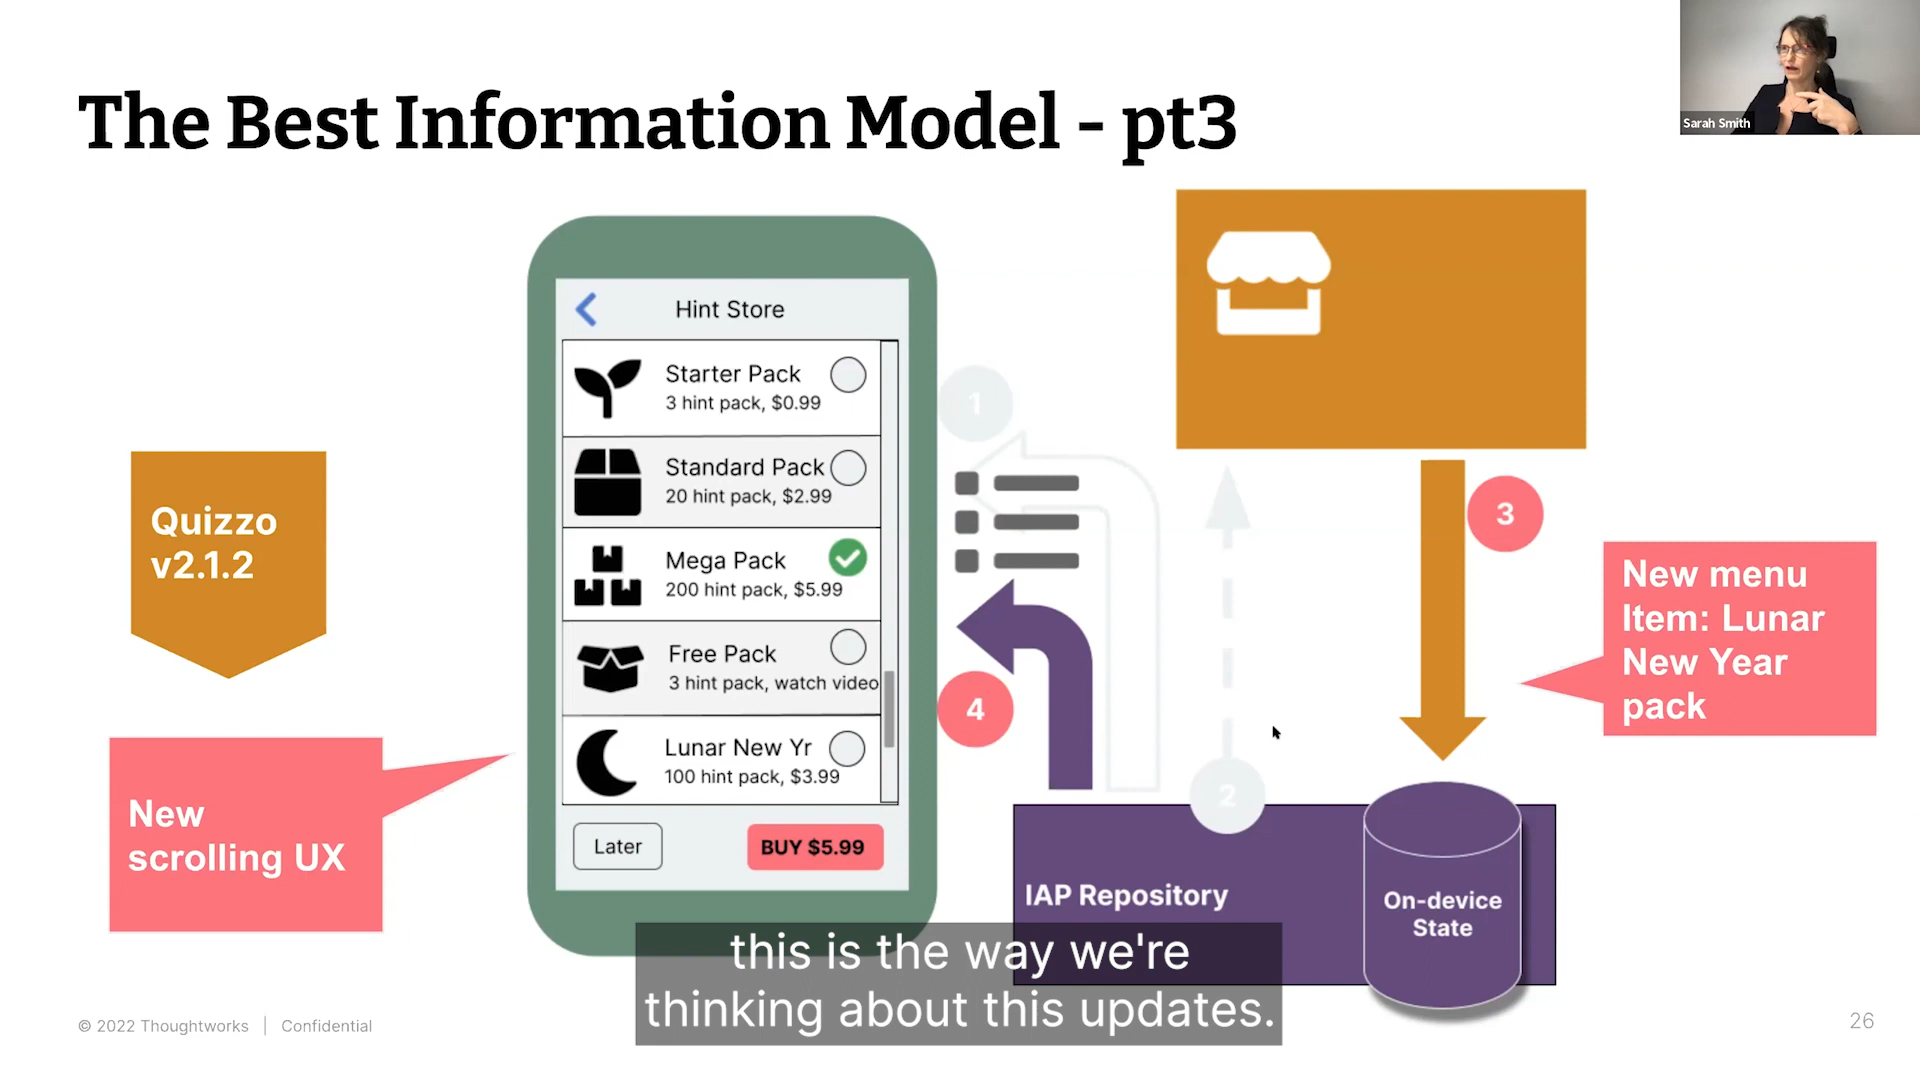 The Best Information Model - pt3
Sarah Smith
Quizzo
v2.1.2
New
scrolling UX
Hint Store
Starter Pack
3 hint pack, $0.99
Standard Pack
20 hint pack, $2.99
Mega Pack
200 hint pack, $5.99
Free Pack
3 hint pack, watch video
Lunar New Yr
100 hint pack, $3.99
Later
BUY $5.99
1
2
3
4
New menu
Item: Lunar
New Year
pack
IAP Repository
On-device
State
this is the way we're
thinking about this updates.
© 2022 Thoughtworks | Confidential
26